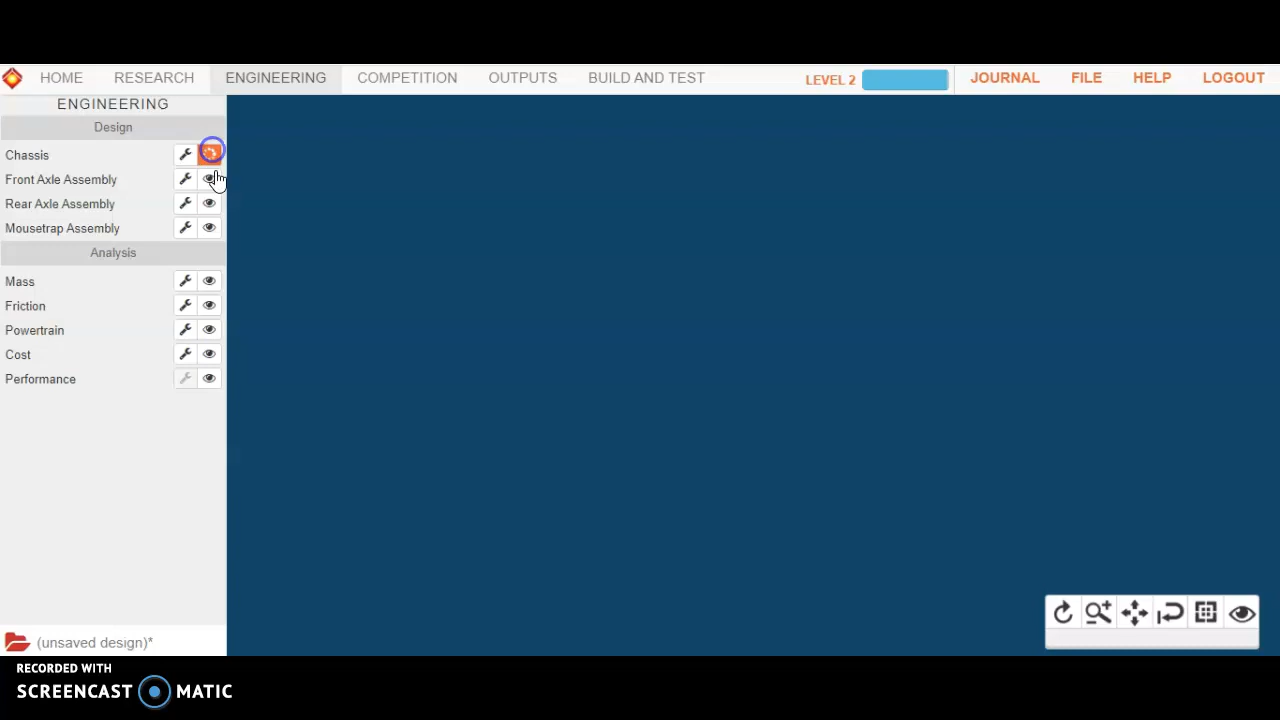 HOME RESEARCH ENGINEERING COMPETITION OUTPUTS BUILD AND TEST LEVEL 2 JOURNAL FILE HELP LOGOUT
ENGINEERING
Design
Chassis
Front Axle Assembly
Rear Axle Assembly
Mousetrap Assembly
Analysis
Mass
Friction
Powertrain
Cost
Performance
(unsaved design)*
RECORDED WITH
SCREENCAST MATIC